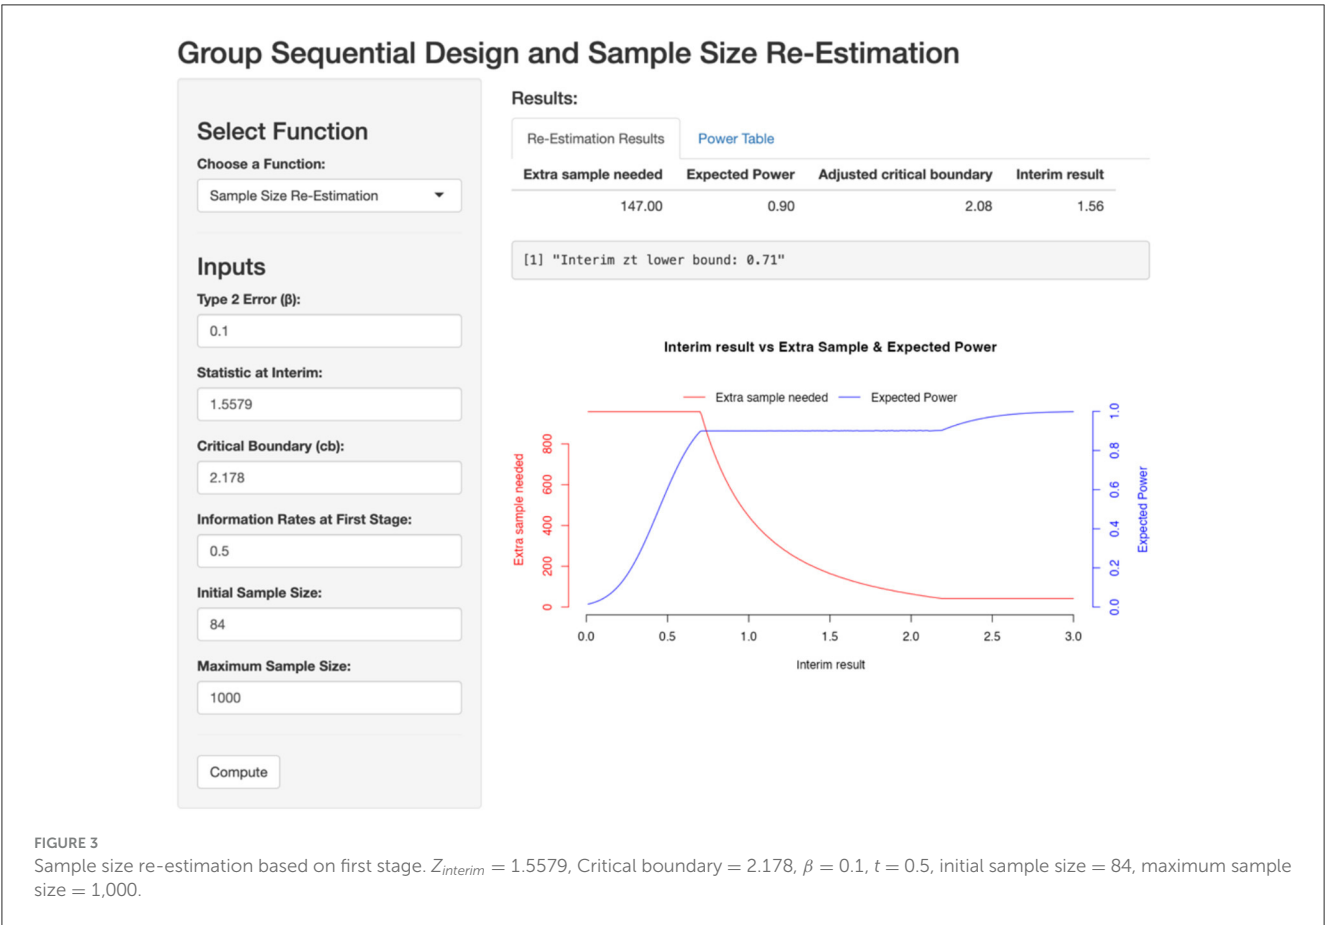 Group Sequential Design and Sample Size Re-Estimation
Select Function
Choose a Function:
Sample Size Re-Estimation
Inputs
Type 2 Error (β):
0.1
Statistic at Interim:
1.5579
Critical Boundary (cb):
2.178
Information Rates at First Stage:
0.5
Initial Sample Size:
84
Maximum Sample Size:
1000
Compute
Results:
Re-Estimation Results Power Table
Extra sample needed Expected Power Adjusted critical boundary Interim result
147.00 0.90 2.08 1.56
[1] "Interim zt lower bound: 0.71"
Interim result vs Extra Sample & Expected Power
Extra sample needed Expected Power
Extra sample needed
0 200 400 600 800
Expected Power
0.0 0.2 0.4 0.6 0.8 1.0
0.0 0.5 1.0 1.5 2.0 2.5 3.0
Interim result
FIGURE 3
Sample size re-estimation based on first stage. Zinterim = 1.5579, Critical boundary = 2.178, β = 0.1, t = 0.5, initial sample size = 84, maximum sample
size = 1,000.